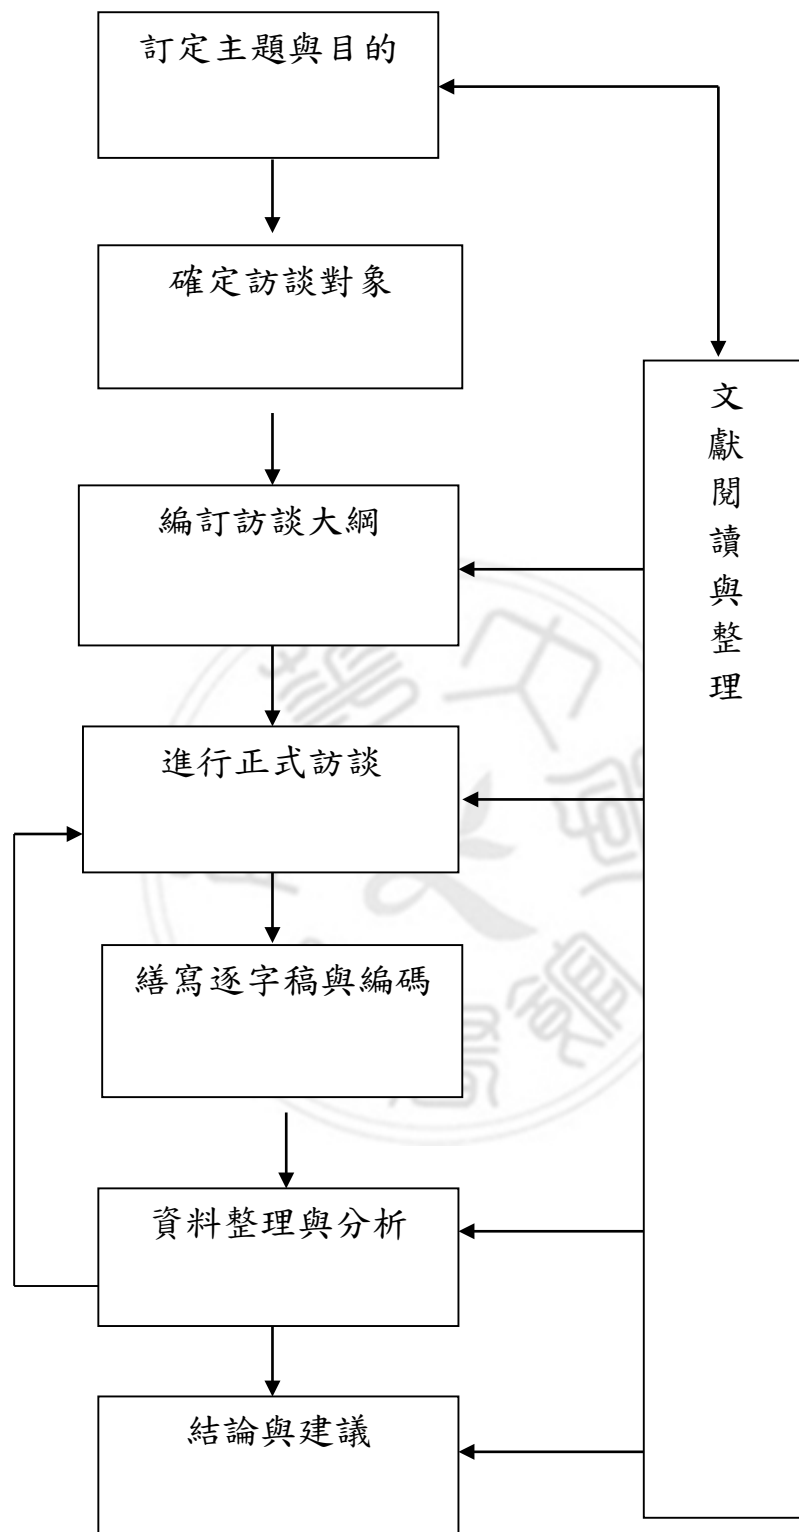 訂定主題與目的
確定訪談對象
編訂訪談大綱
進行正式訪談
繕寫逐字稿與編碼
資料整理與分析
結論與建議
文獻閱讀與整理